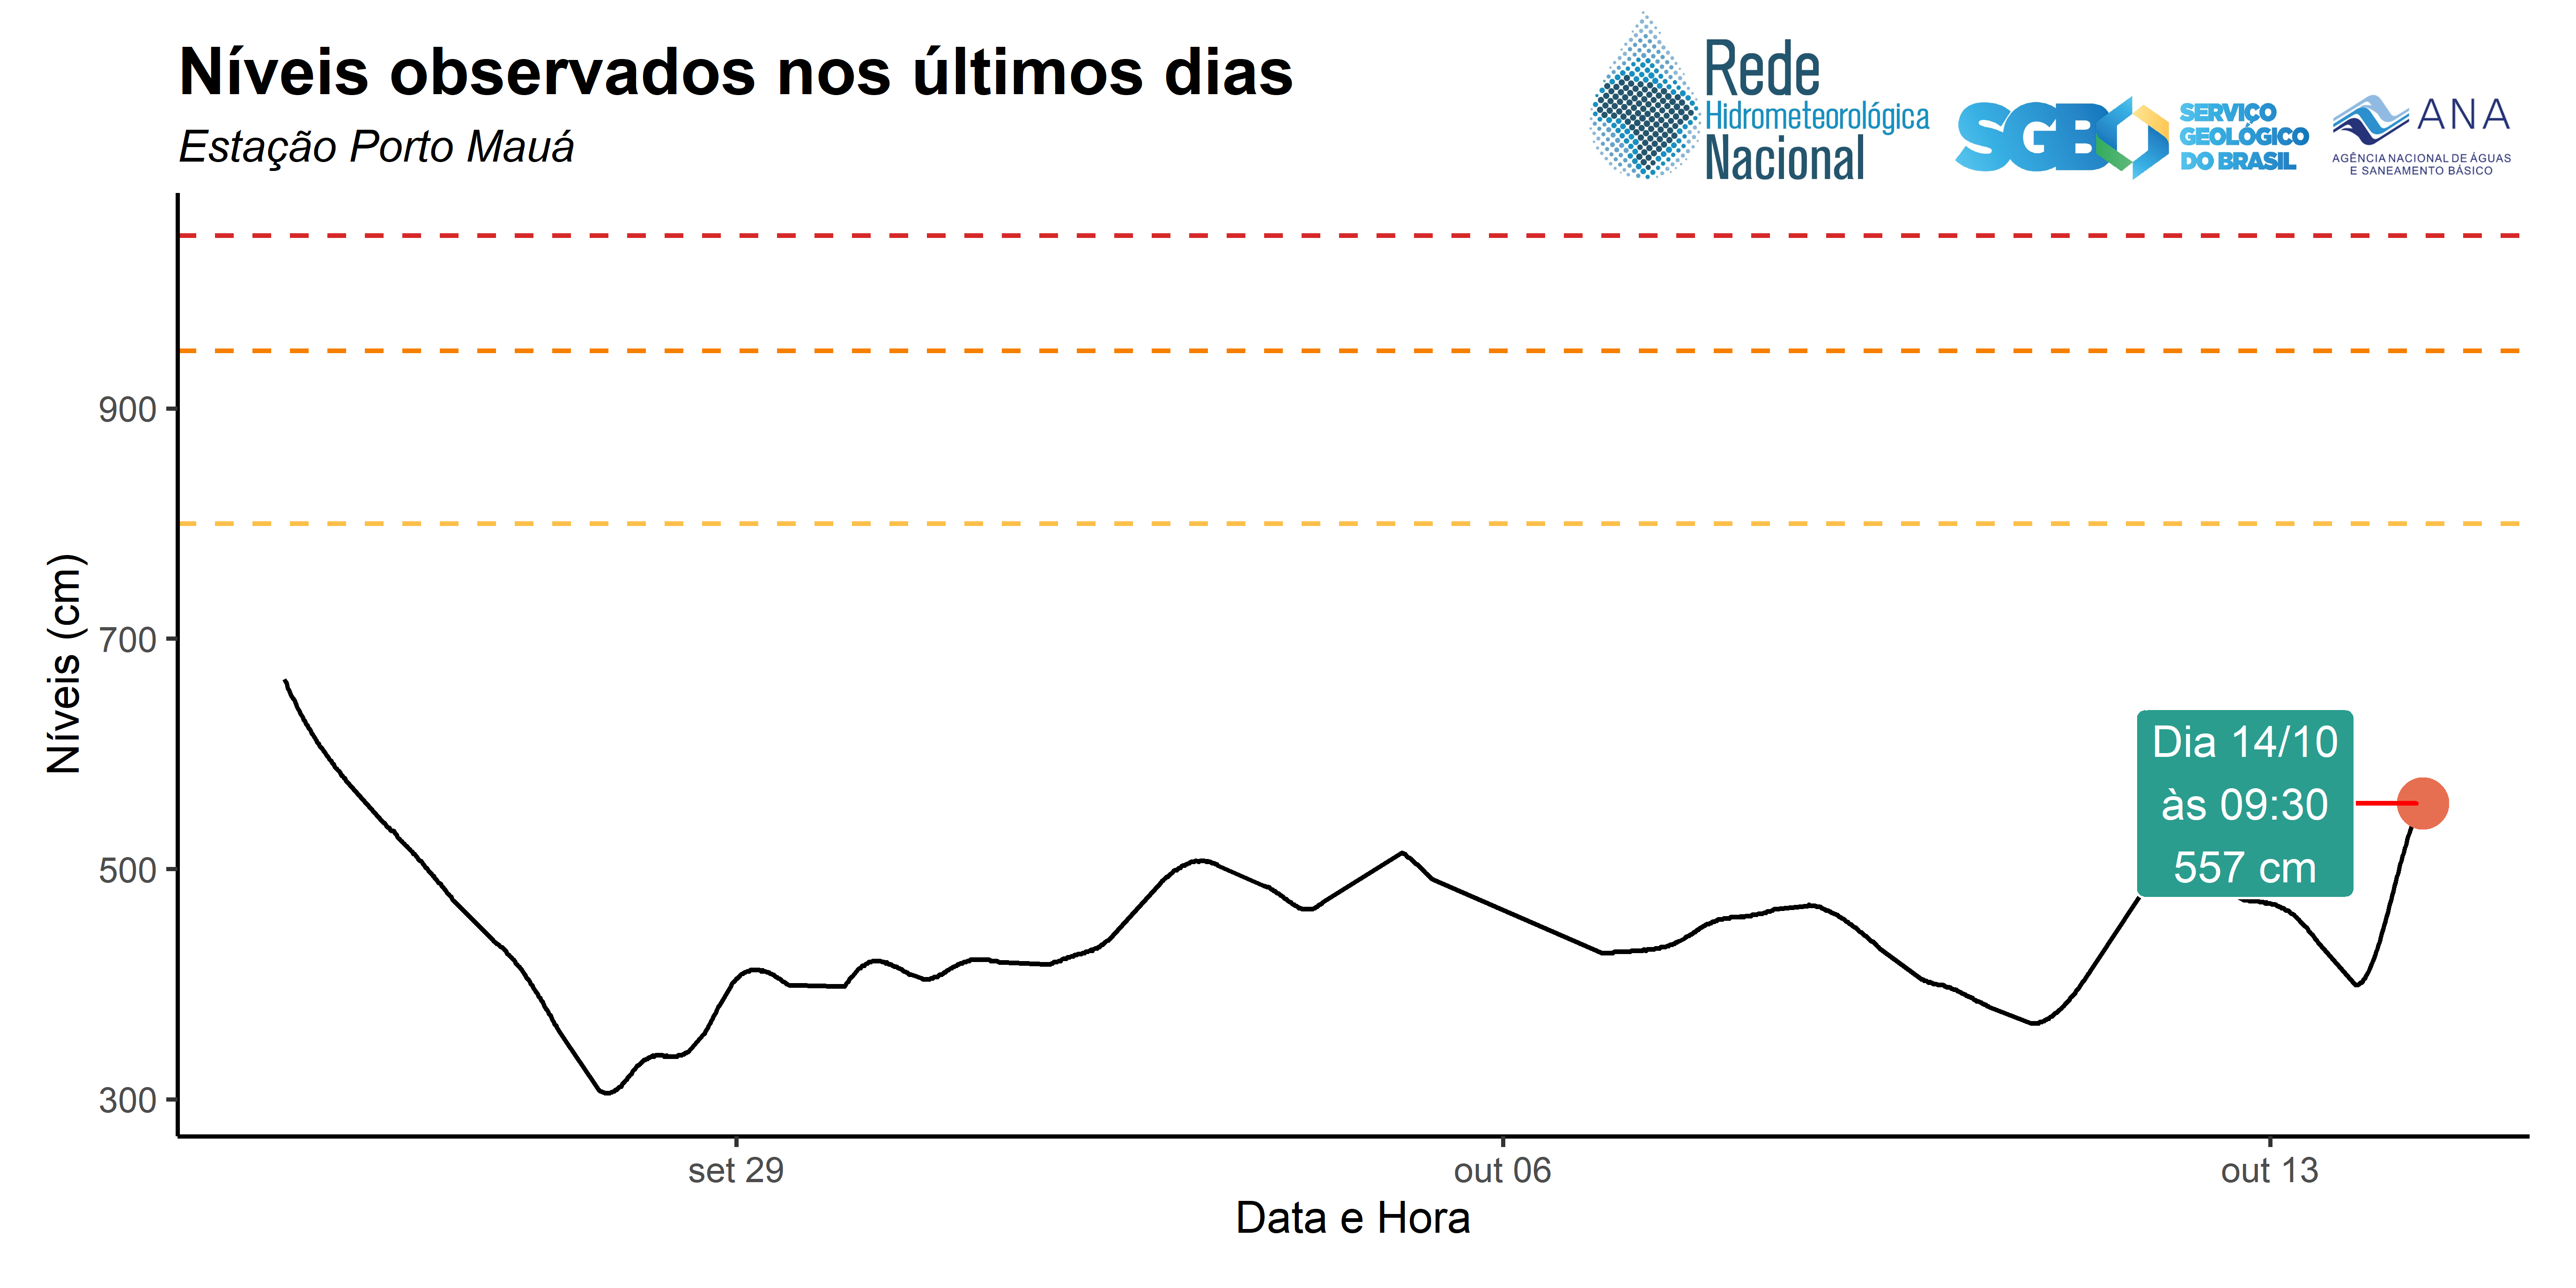 Níveis observados nos últimos dias
Estação Porto Mauá
Rede
Hidrometeorológica
Nacional
SGB
SERVIÇO
GEOLÓGICO
DO BRASIL
ANA
AGÊNCIA NACIONAL DE ÁGUAS
E SANEAMENTO BÁSICO
Níveis (cm)
900
700
500
300
Dia 14/10
às 09:30
557 cm
set 29
out 06
out 13
Data e Hora